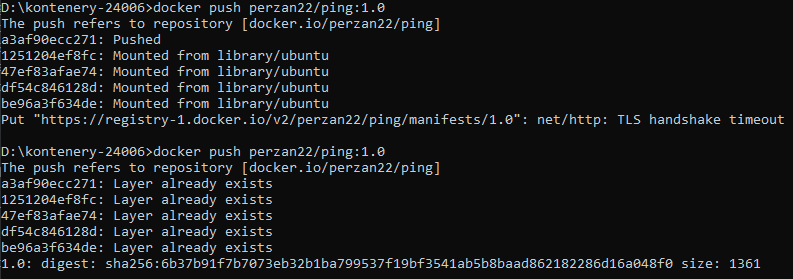 D:\kontenery-24006>docker push perzan22/ping:1.0
The push refers to repository [docker.io/perzan22/ping]
a3af90ecc271: Pushed
1251204ef8fc: Mounted from library/ubuntu
47ef83afae74: Mounted from library/ubuntu
df54c846128d: Mounted from library/ubuntu
be96a3f634de: Mounted from library/ubuntu
Put "https://registry-1.docker.io/v2/perzan22/ping/manifests/1.0": net/http: TLS handshake timeout
D:\kontenery-24006>docker push perzan22/ping:1.0
The push refers to repository [docker.io/perzan22/ping]
a3af90ecc271: Layer already exists
1251204ef8fc: Layer already exists
47ef83afae74: Layer already exists
df54c846128d: Layer already exists
be96a3f634de: Layer already exists
1.0: digest: sha256:6b37b91f7b7073eb32b1ba799537f19bf3541ab5b8baad862182286d16a048f0 size: 1361